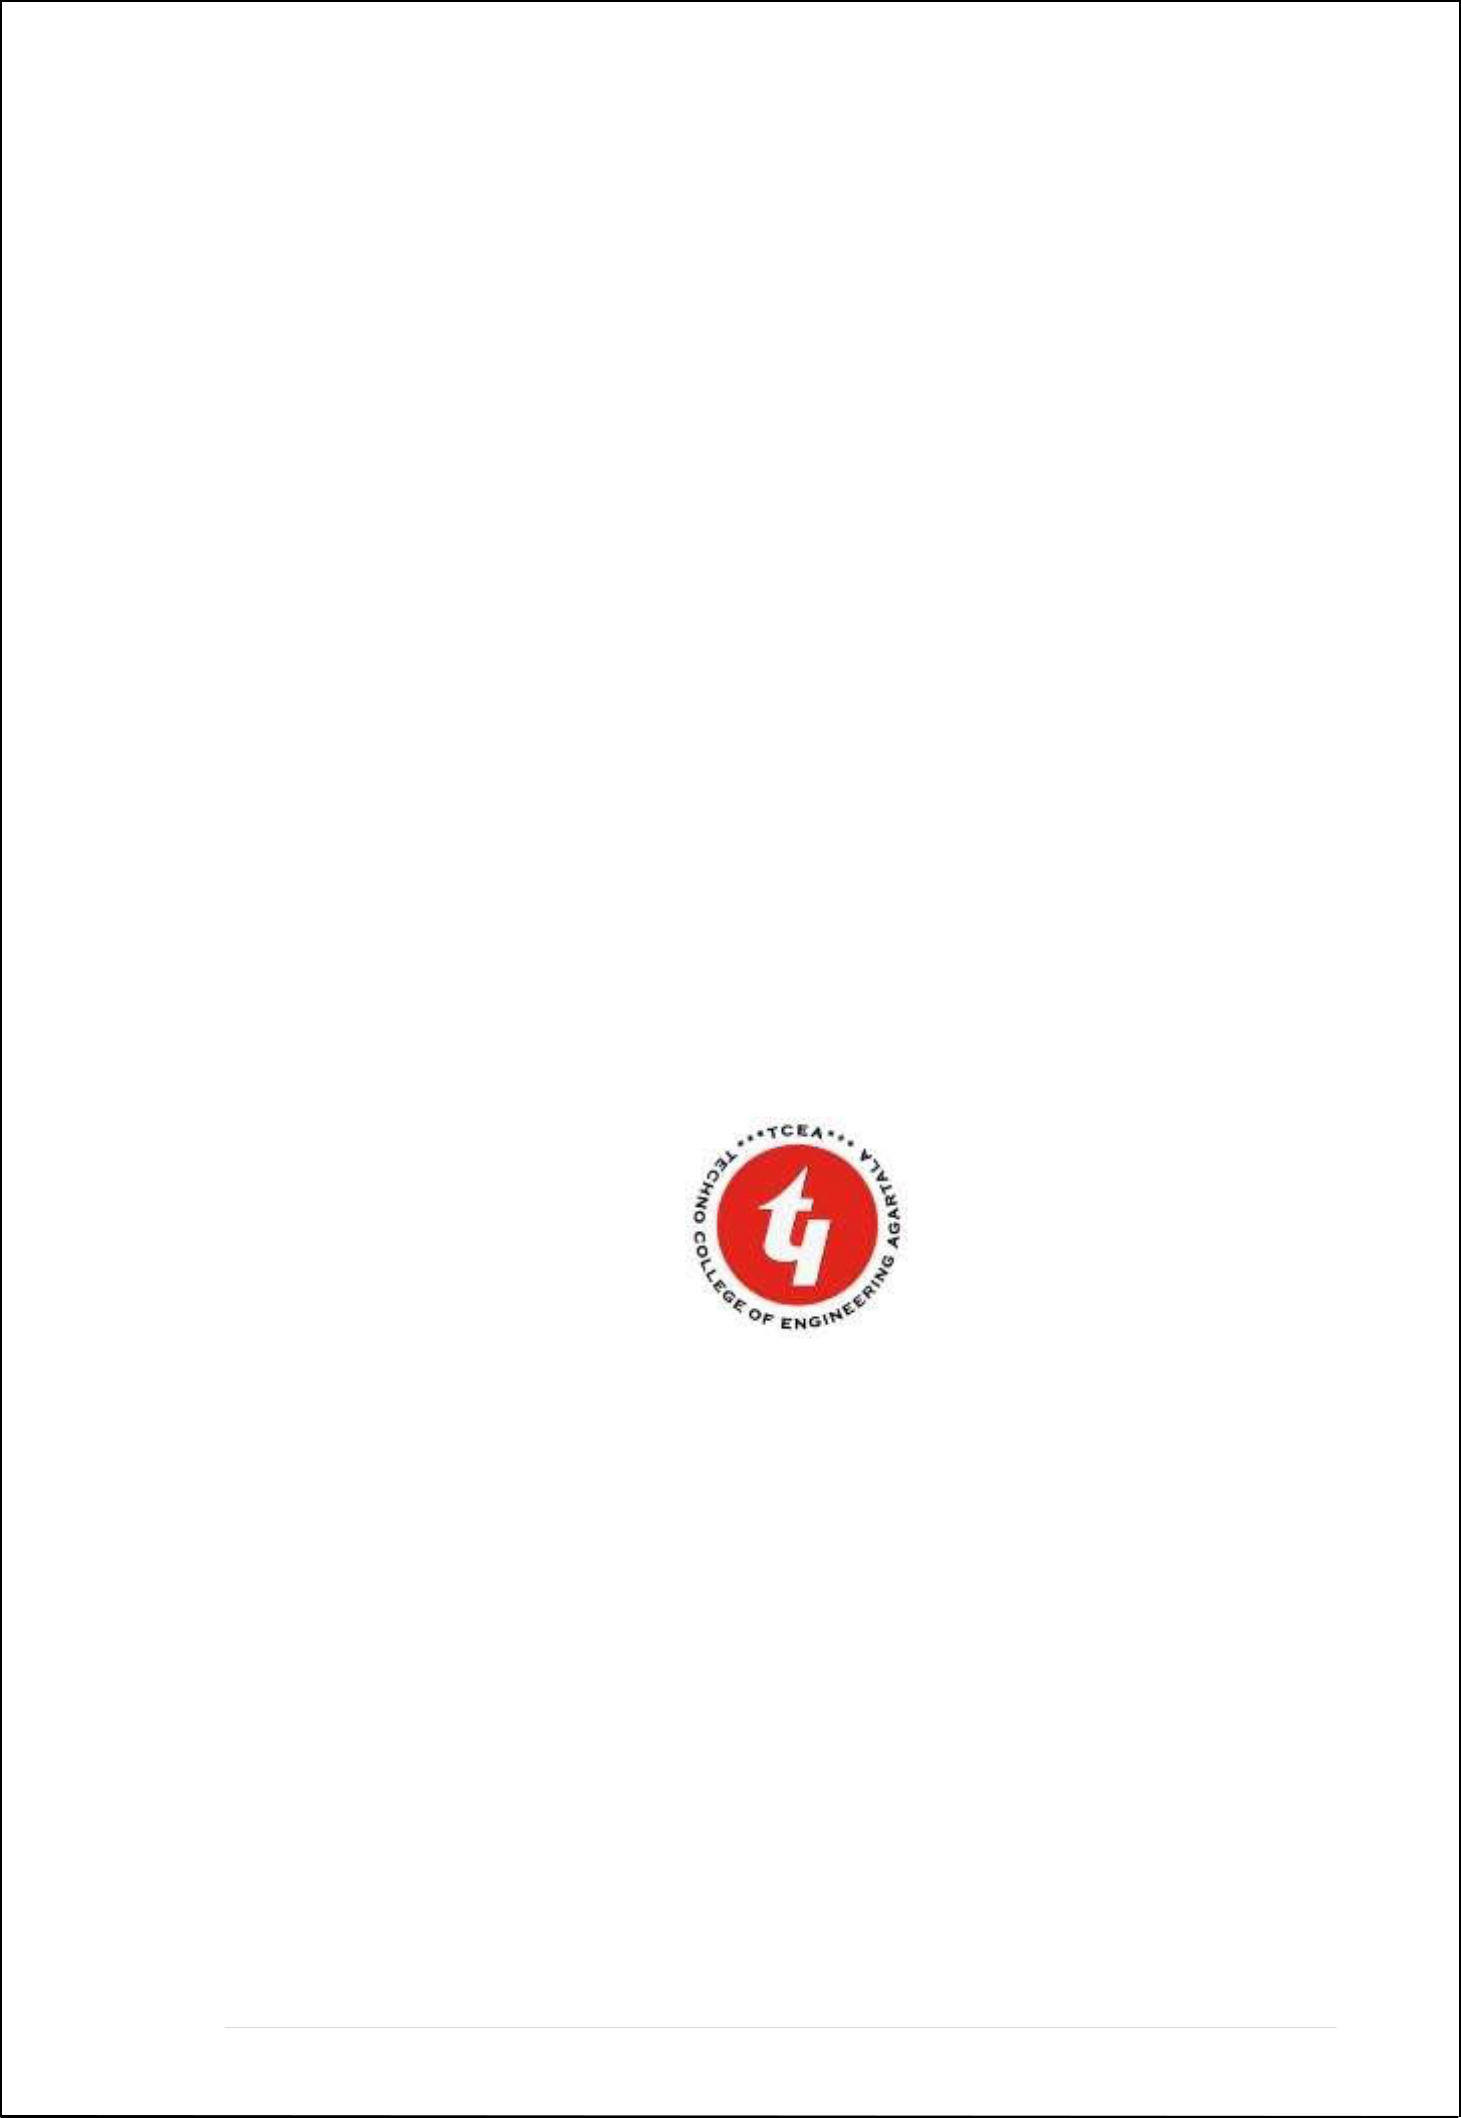 ***TCEA***
TECHNO COLLEGE OF ENGINEERING AGARTALA